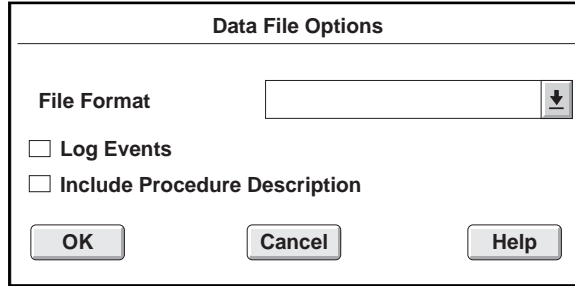 Data File Options
File Format
Log Events
Include Procedure Description
OK Cancel Help